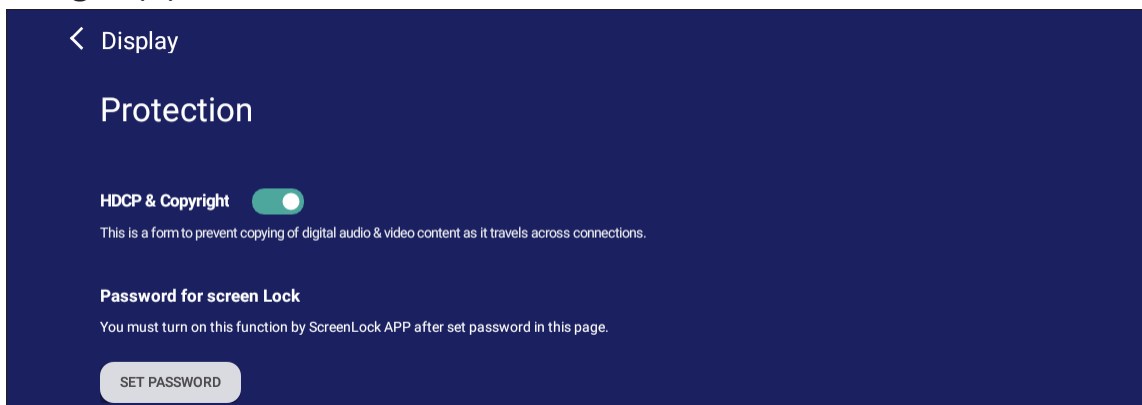 Display
Protection
HDCP & Copyright
This is a form to prevent copying of digital audio & video content as it travels across connections.
Password for screen Lock
You must turn on this function by ScreenLock APP after set password in this page.
SET PASSWORD